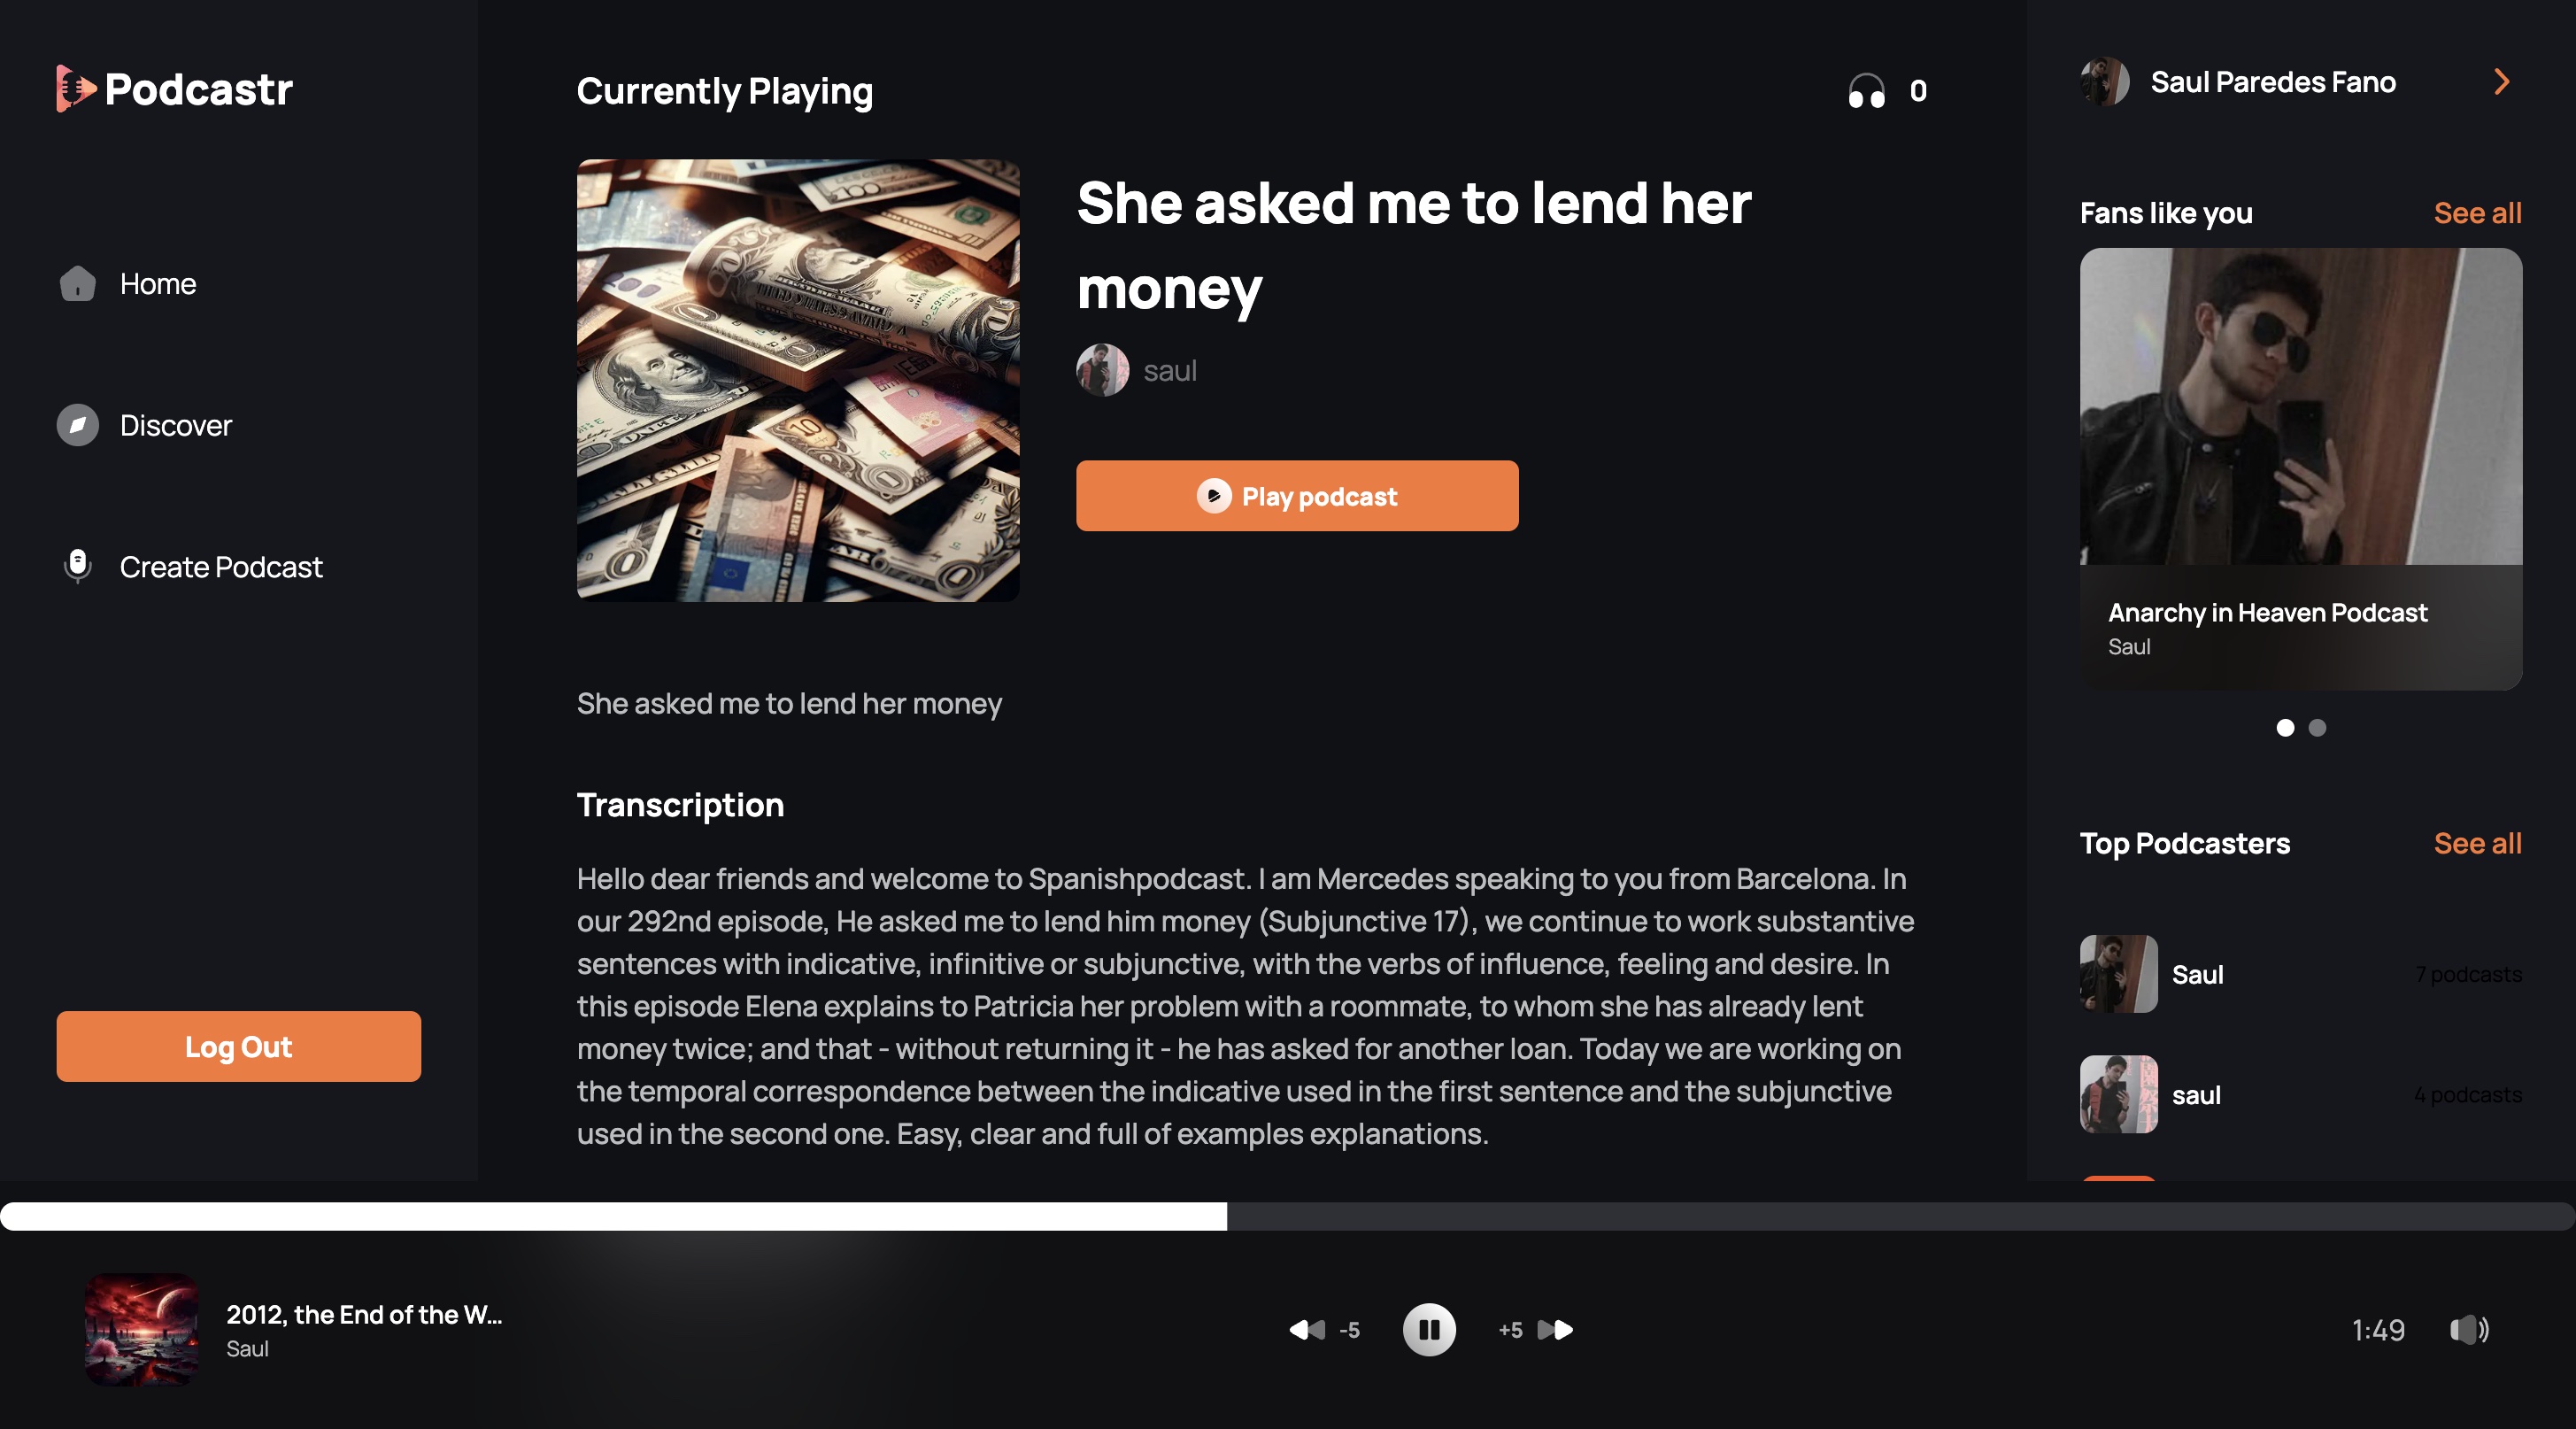 Podcastr
Home
Discover
Create Podcast
Log Out
Currently Playing
0
She asked me to lend her
money
saul
Play podcast
She asked me to lend her money
Transcription
Hello dear friends and welcome to Spanishpodcast. I am Mercedes speaking to you from Barcelona. In
our 292nd episode, He asked me to lend him money (Subjunctive 17), we continue to work substantive
sentences with indicative, infinitive or subjunctive, with the verbs of influence, feeling and desire. In
this episode Elena explains to Patricia her problem with a roommate, to whom she has already lent
money twice; and that - without returning it - he has asked for another loan. Today we are working on
the temporal correspondence between the indicative used in the first sentence and the subjunctive
used in the second one. Easy, clear and full of examples explanations.
Saul Paredes Fano
Fans like you
See all
Anarchy in Heaven Podcast
Saul
Top Podcasters
See all
Saul
7 podcasts
saul
4 podcasts
2012, the End of the W...
Saul
-5
+5
1:49